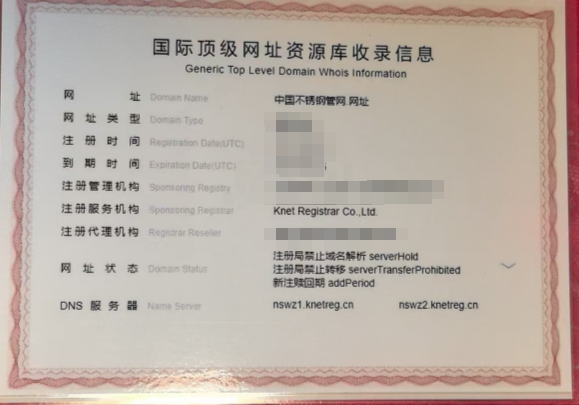 国际顶级网址资源库收录信息
Generic Top Level Domain Whois Information
网 址 Domain Name 中国不锈钢管网.网址
网址类型 Domain Type
注册时间 Registration Date(UTC)
到期时间 Expiration Date(UTC)
注册管理机构 Sponsoring Registry
注册服务机构 Sponsoring Registrar Knet Registrar Co.,Ltd.
注册代理机构 Registrar Reseller
注册局禁止域名解析 serverHold
网址状态 Domain Status 注册局禁止转移 serverTransferProhibited
新注赎回期 addPeriod
DNS 服务器 Name Server nswz1.knetreg.cn nswz2.knetreg.cn